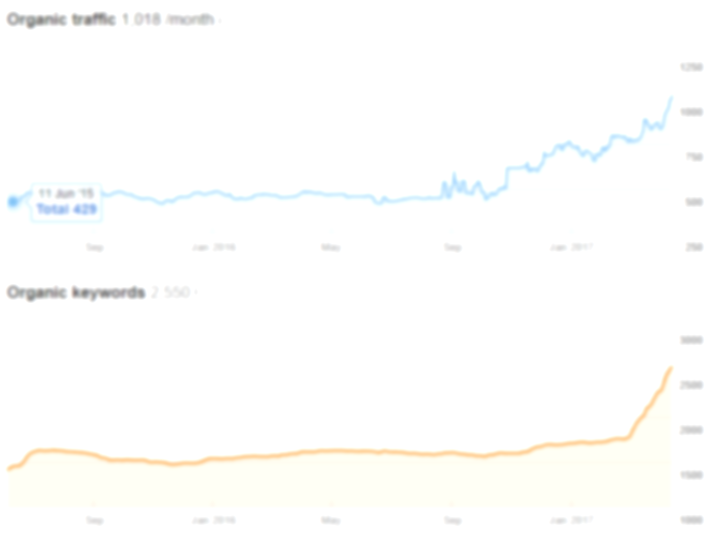 Organic traffic 1 018 /month
1250
1000
750
11 Jun '15
Total 429
500
Sep Jan 2016 May Sep Jan 2017 250
Organic keywords 2 550
3000
2500
2000
1500
Sep Jan 2016 May Sep Jan 2017 1000